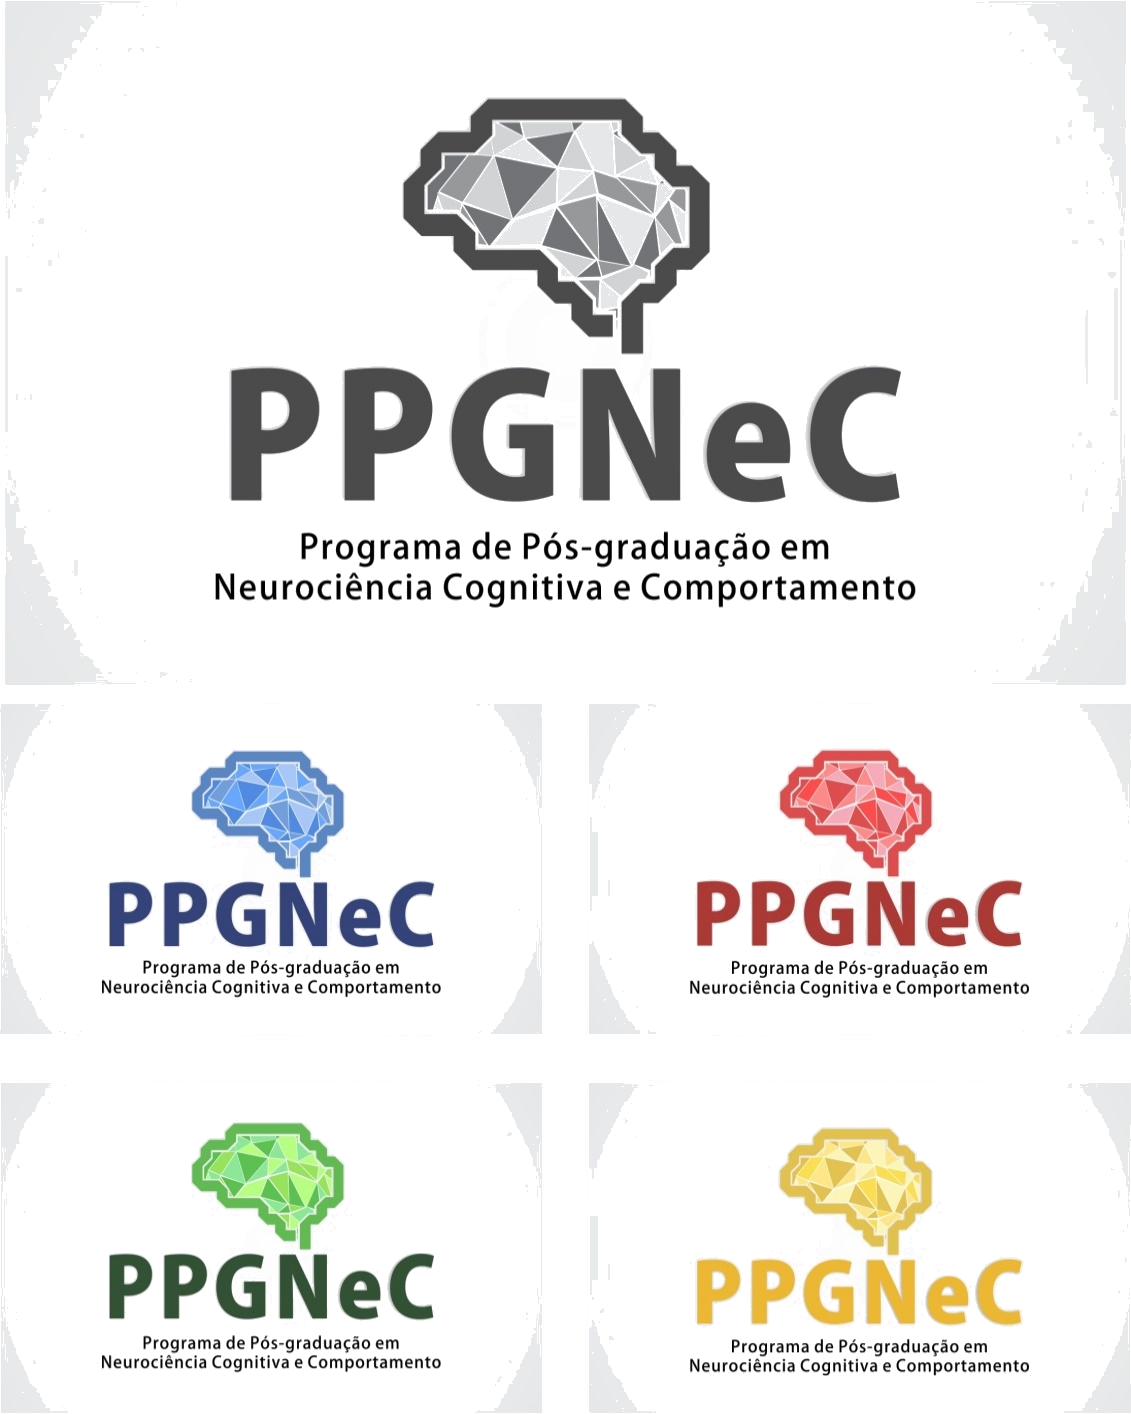 PPGNeC
Programa de Pós-graduação em
Neurociência Cognitiva e Comportamento
PPGNeC
Programa de Pós-graduação em
Neurociência Cognitiva e Comportamento
PPGNeC
Programa de Pós-graduação em
Neurociência Cognitiva e Comportamento
PPGNeC
Programa de Pós-graduação em
Neurociência Cognitiva e Comportamento
PPGNeC
Programa de Pós-graduação em
Neurociência Cognitiva e Comportamento